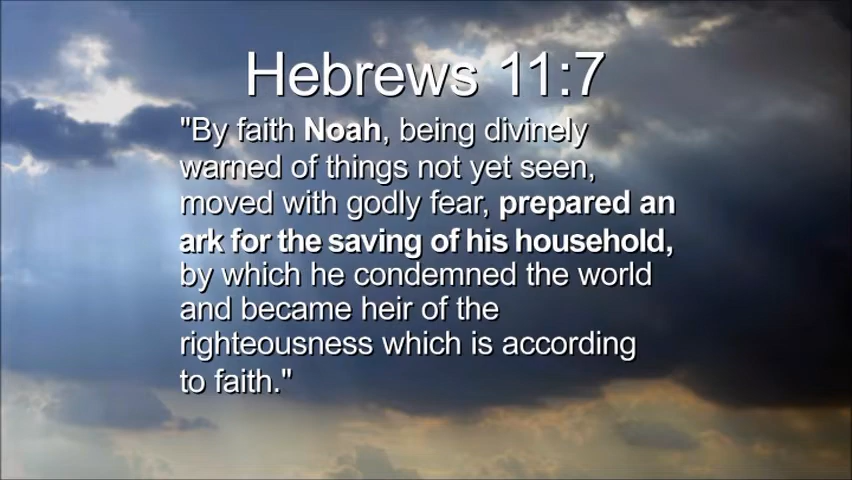 Hebrews 11:7
"By faith Noah, being divinely
warned of things not yet seen,
moved with godly fear, prepared an
ark for the saving of his household,
by which he condemned the world
and became heir of the
righteousness which is according
to faith."